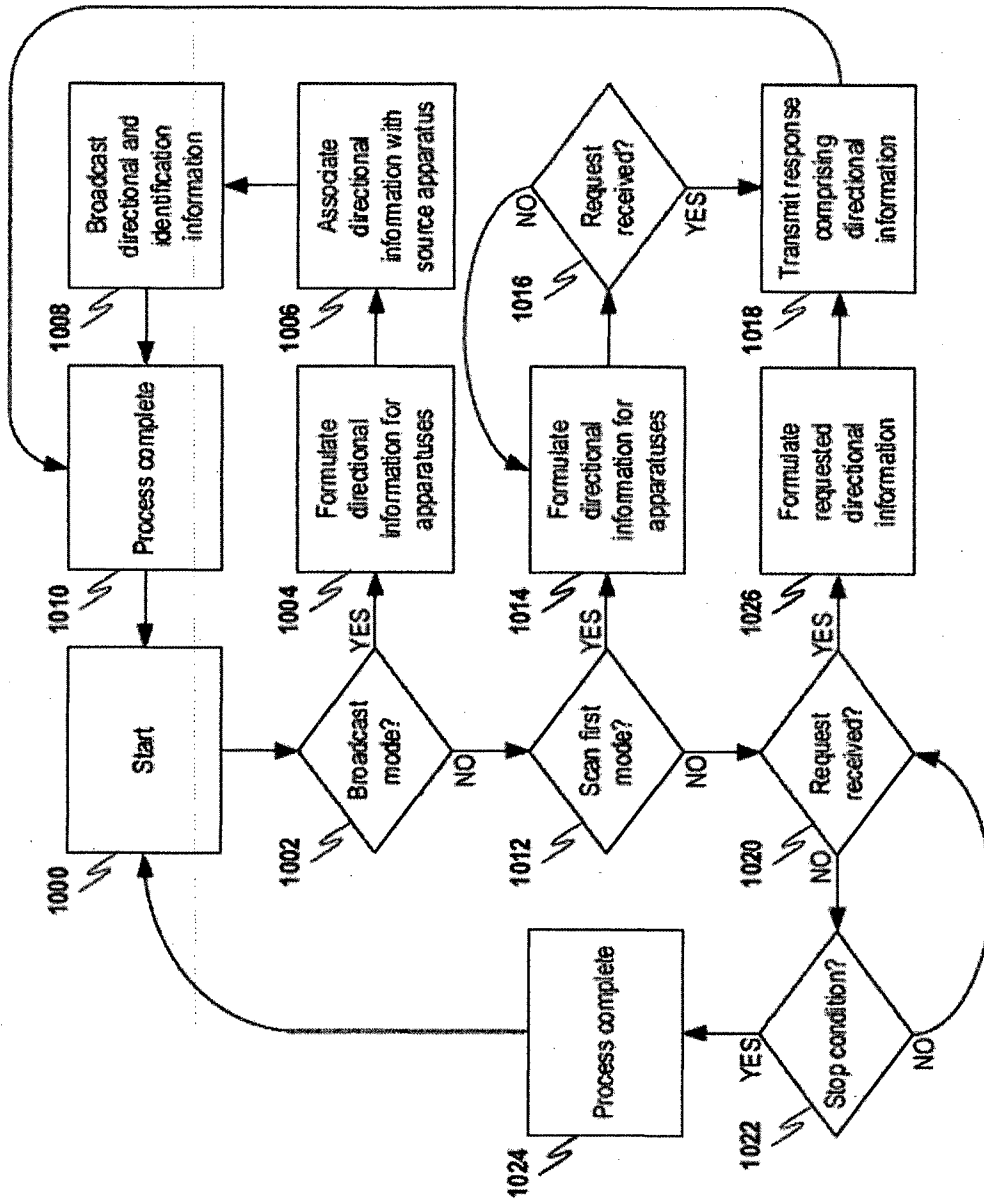 1000
Start
1010
Process complete
1008
Broadcast
directional and
identification
information
1002
Broadcast
mode?
YES
NO
1004
Formulate
directional
information for
apparatuses
1006
Associate
directional
information with
source apparatus
1012
Scan first
mode?
YES
NO
1014
Formulate
directional
information for
apparatuses
1016
Request
received?
NO
YES
1020
Request
received?
YES
NO
1026
Formulate
requested
directional
information
1018
Transmit response
comprising
directional
information
1022
Stop condition?
YES
NO
1024
Process complete